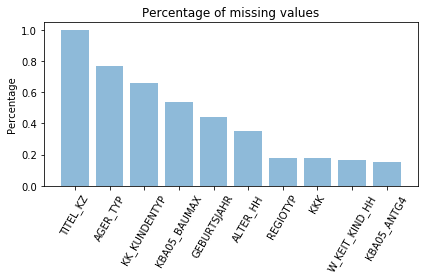 Percentage of missing values
Percentage
1.0
0.8
0.6
0.4
0.2
0.0
TITEL_KZ
AGER_TYP
KK_KUNDENTYP
KBA05_BAUMAX
GEBURTSJAHR
ALTER_HH
REGIOTYP
KKK
W_KEIT_KIND_HH
KBA05_ANTG4